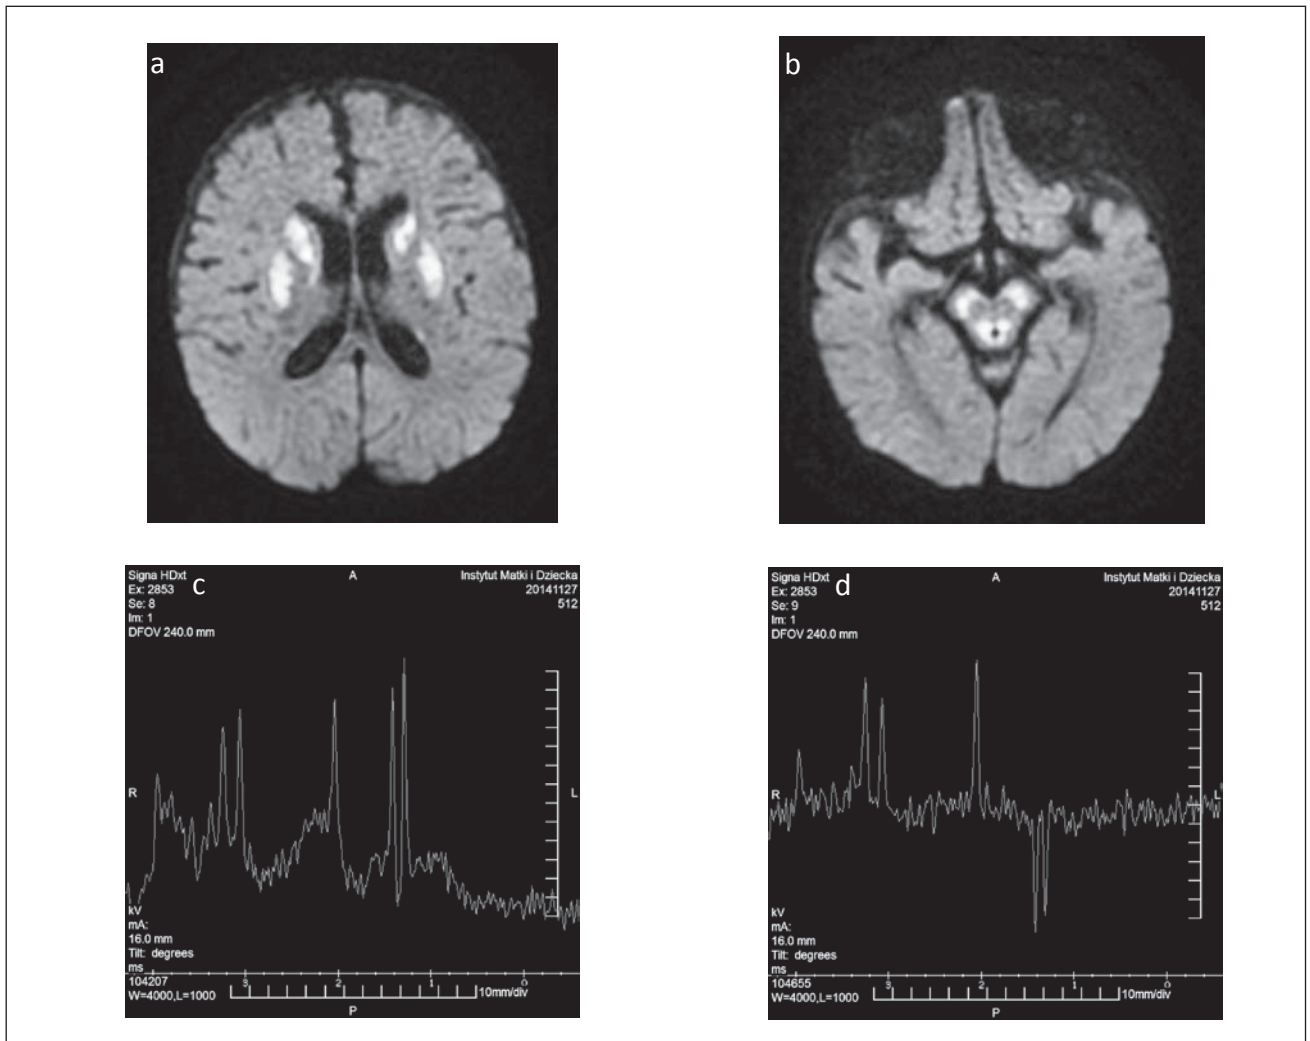 a
b
Signa HDxt
Ex: 2853
Se: 8
Im: 1
DFOV 240.0 mm
c
A
Instytut Matki i Dziecka
20141127
512
R
L
kV
mA:
16.0 mm
Tilt: degrees
ms
104207
W=4000,L=1000
3
2
1
0
10mm/div
P
Signa HDxt
Ex: 2853
Se: 9
Im: 1
DFOV 240.0 mm
d
A
Instytut Matki i Dziecka
20141127
512
R
L
kV
mA:
16.0 mm
Tilt: degrees
ms
104655
W=4000,L=1000
3
2
1
0
10mm/div
P